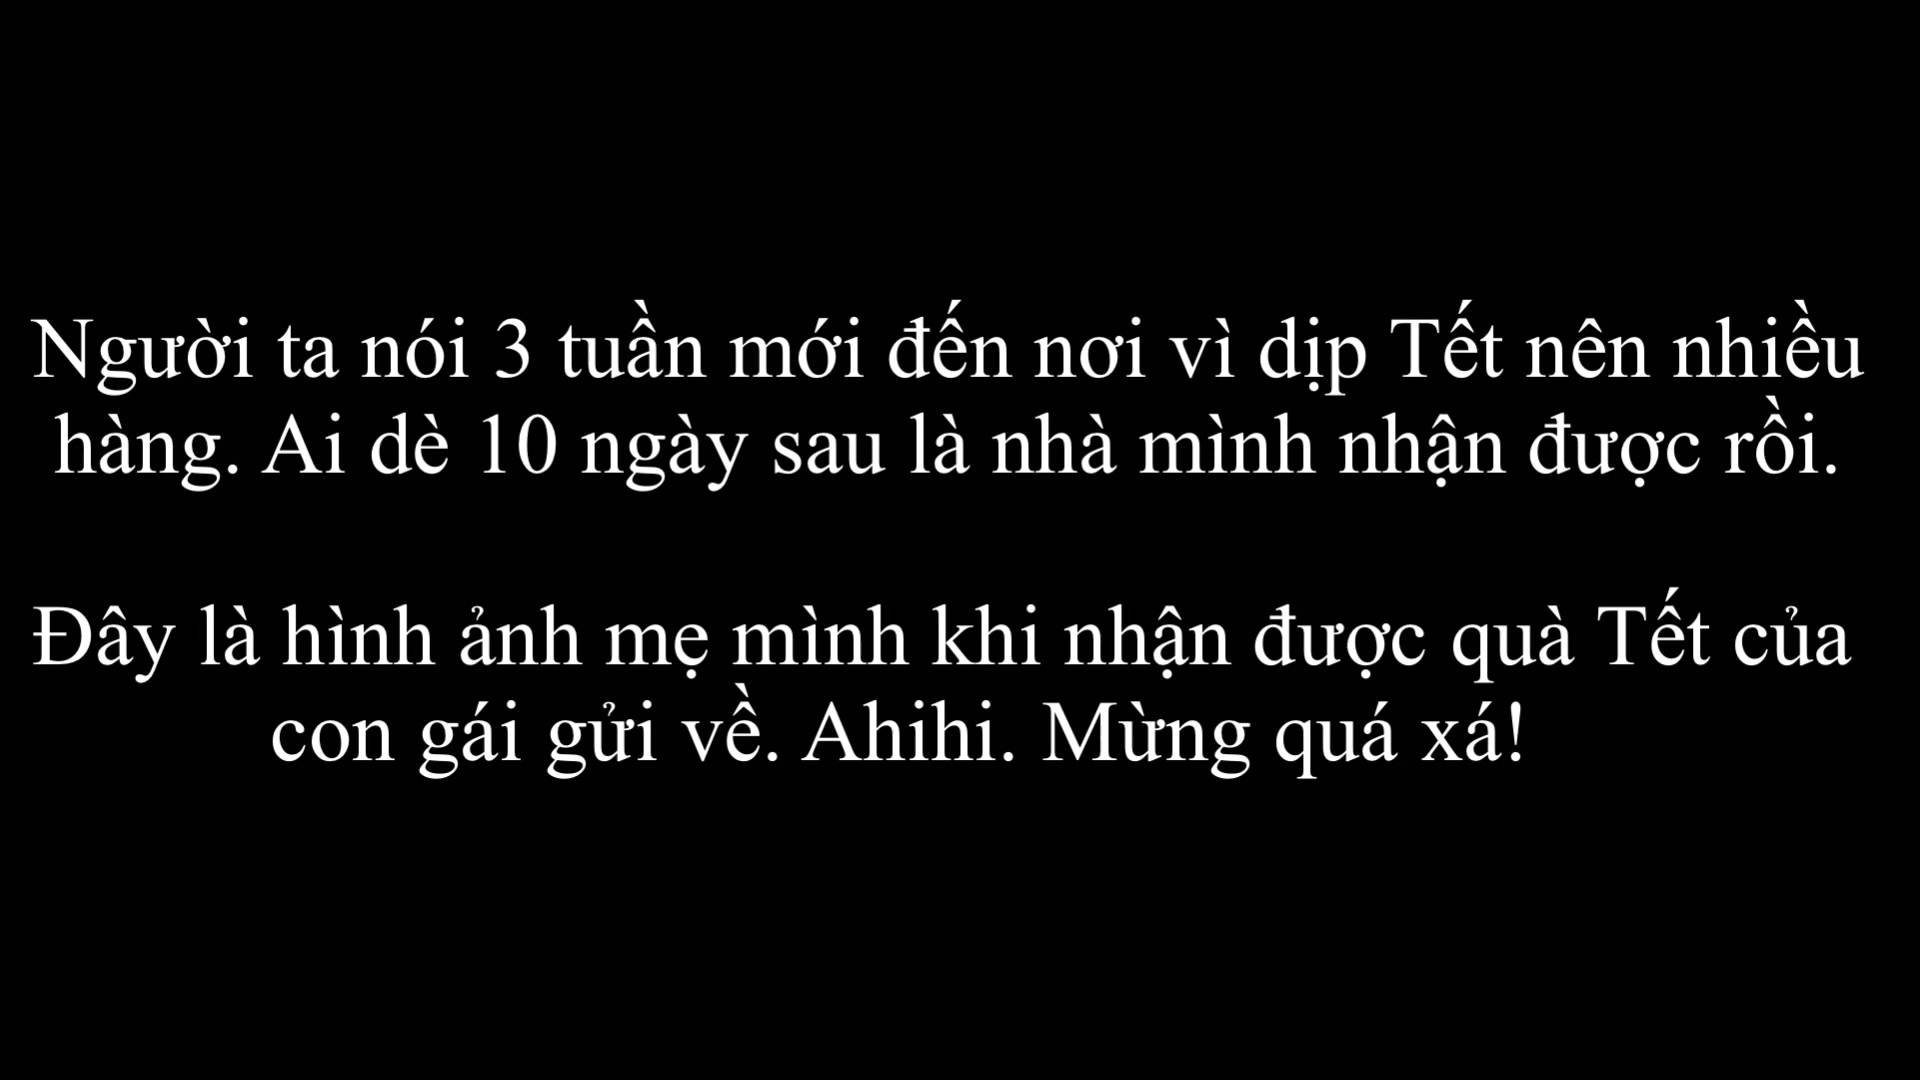 Người ta nói 3 tuần mới đến nơi vì dịp Tết nên nhiều
hàng. Ai dè 10 ngày sau là nhà mình nhận được rồi.
Đây là hình ảnh mẹ mình khi nhận được quà Tết của
con gái gửi về. Ahihi. Mừng quá xá!